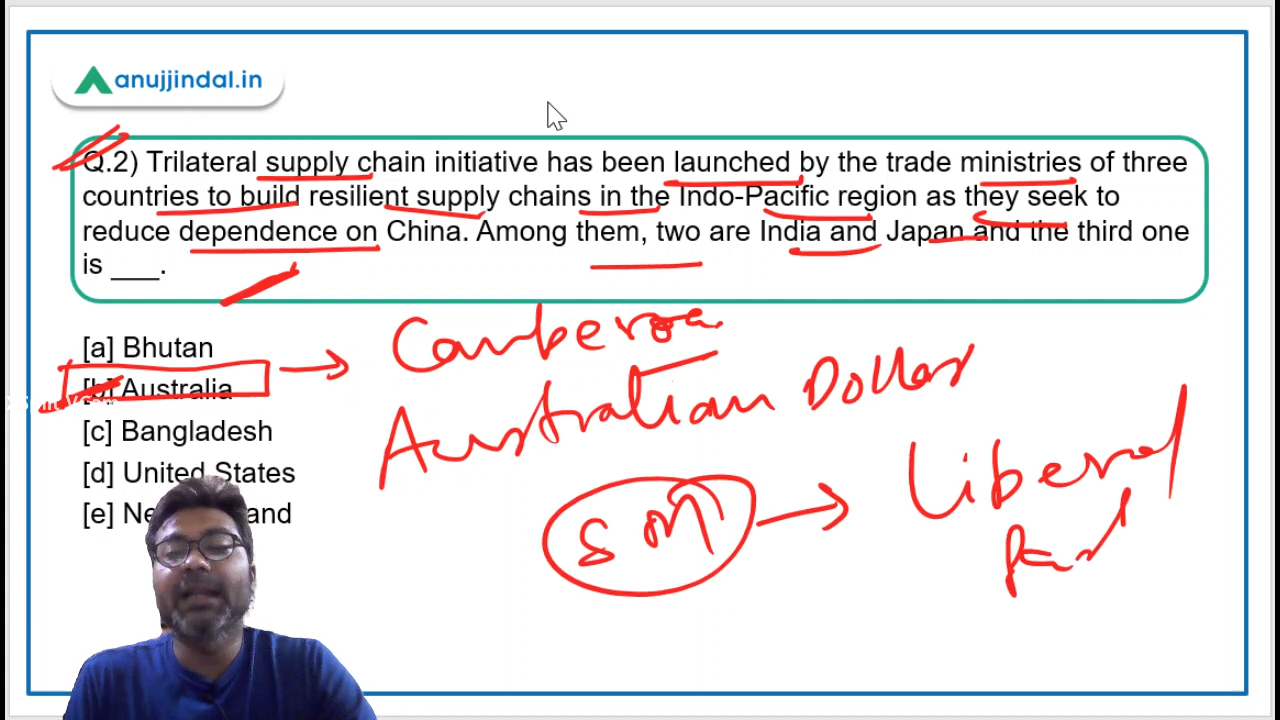 anujjindal.in
Q.2) Trilateral supply chain initiative has been launched by the trade ministries of three
countries to build resilient supply chains in the Indo-Pacific region as they seek to
reduce dependence on China. Among them, two are India and Japan and the third one
is ___.
[a] Bhutan
[b] Australia
[c] Bangladesh
[d] United States
[e] Ne and
Canberra
Australian Dollar
SM
Liberal